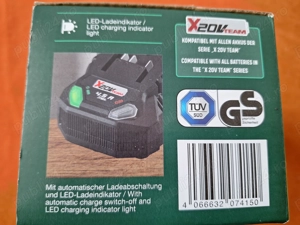 LED-Ladeindikator /
LED charging indicator
light
X20V TEAM
KOMPATIBEL MIT ALLEN AKKUS DER
SERIE „X 20V TEAM"
COMPATIBLE WITH ALL BATTERIES IN
THE "X 20V TEAM" SERIES
TÜV
SÜD
GS
Mit automatischer Ladeabschaltung
und LED-Ladeindikator / With
automatic charge switch-off and
LED charging indicator light
4 066632 074150